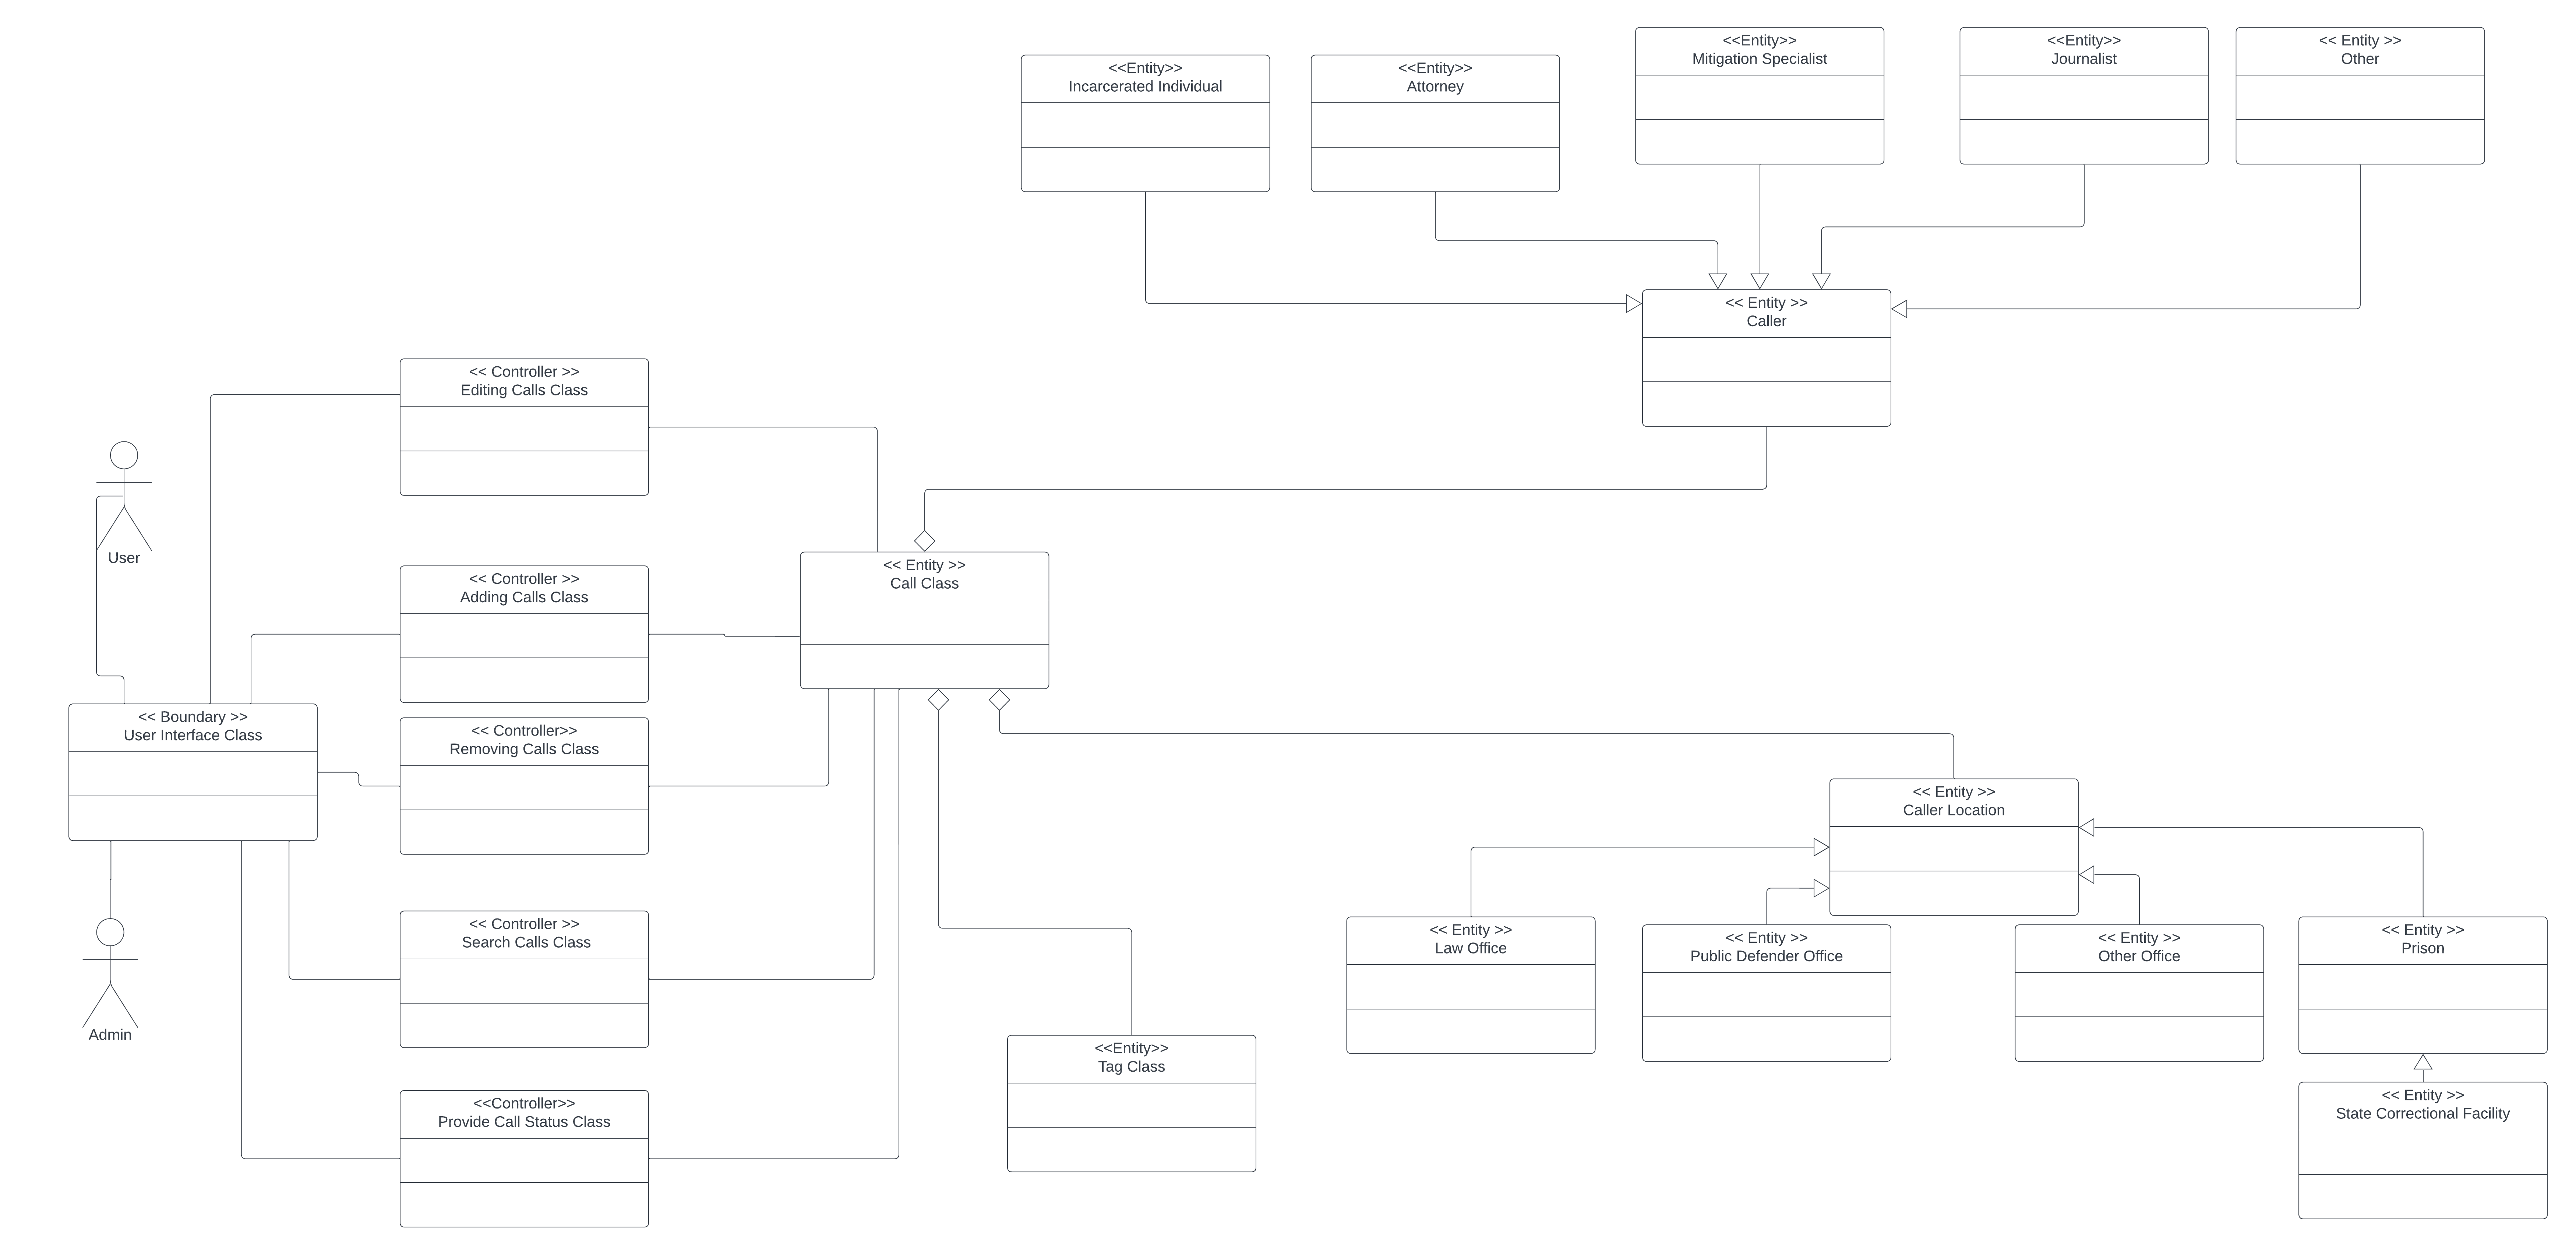 <<Entity>>
Incarcerated Individual
<<Entity>>
Attorney
<<Entity>>
Mitigation Specialist
<<Entity>>
Journalist
<< Entity >>
Other
<< Entity >>
Caller
<< Controller >>
Editing Calls Class
User
<< Controller >>
Adding Calls Class
<< Entity >>
Call Class
<< Boundary >>
User Interface Class
<< Controller>>
Removing Calls Class
<< Entity >>
Caller Location
Admin
<< Controller >>
Search Calls Class
<< Entity >>
Law Office
<< Entity >>
Public Defender Office
<< Entity >>
Other Office
<< Entity >>
Prison
<<Entity>>
Tag Class
<<Controller>>
Provide Call Status Class
<< Entity >>
State Correctional Facility